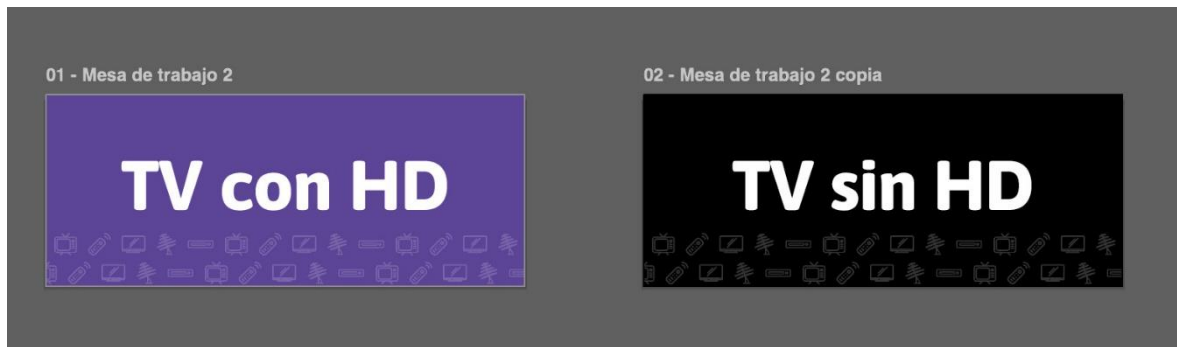 01 - Mesa de trabajo 2
TV con HD
02 - Mesa de trabajo 2 copia
TV sin HD